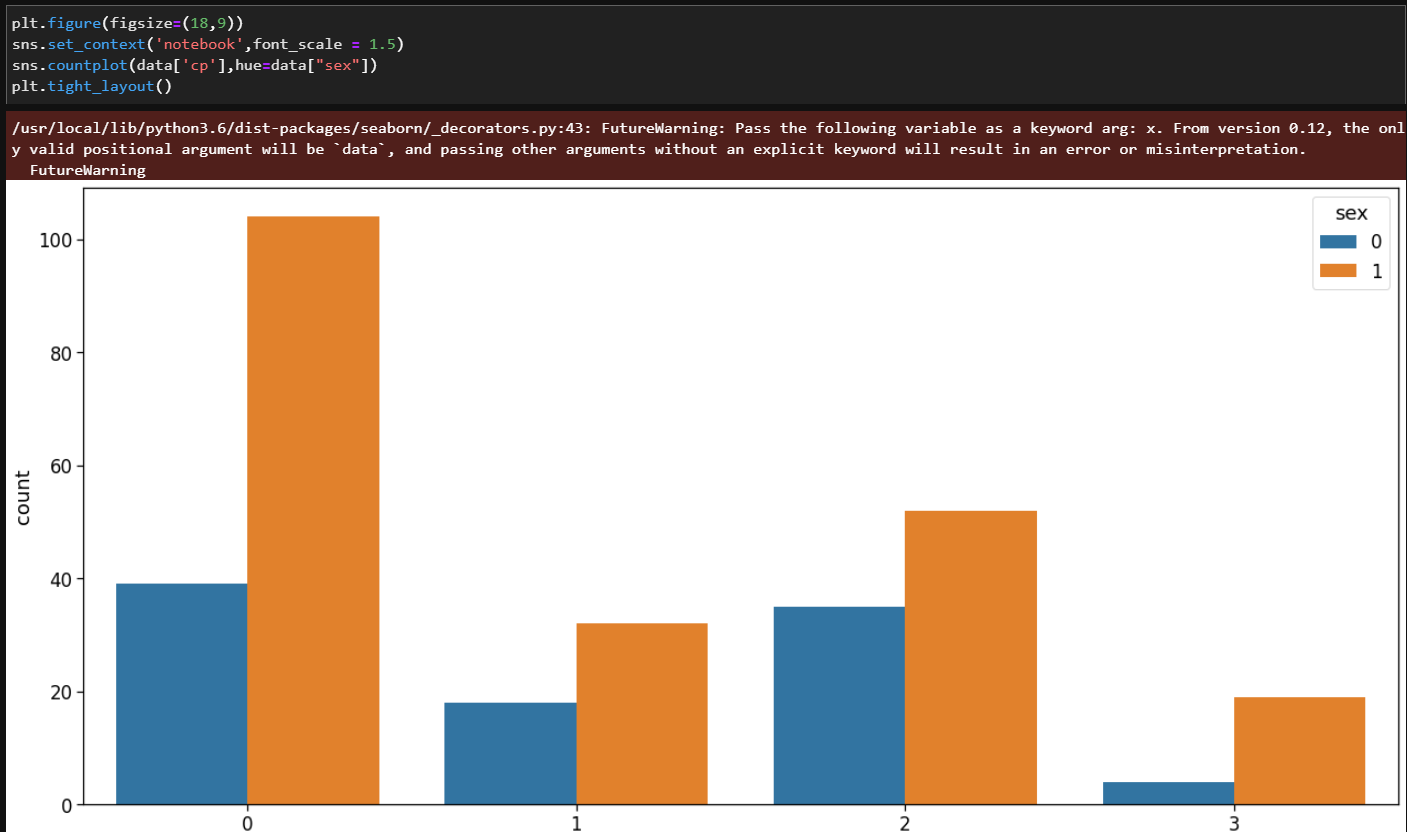 plt.figure(figsize=(18,9))
sns.set_context('notebook',font_scale = 1.5)
sns.countplot(data['cp'],hue=data["sex"])
plt.tight_layout()
/usr/local/lib/python3.6/dist-packages/seaborn/_decorators.py:43: FutureWarning: Pass the following variable as a keyword arg: x. From version 0.12, the onl
y valid positional argument will be `data`, and passing other arguments without an explicit keyword will result in an error or misinterpretation.
  FutureWarning
sex
0
1
100
80
60
40
20
0
count
0 1 2 3